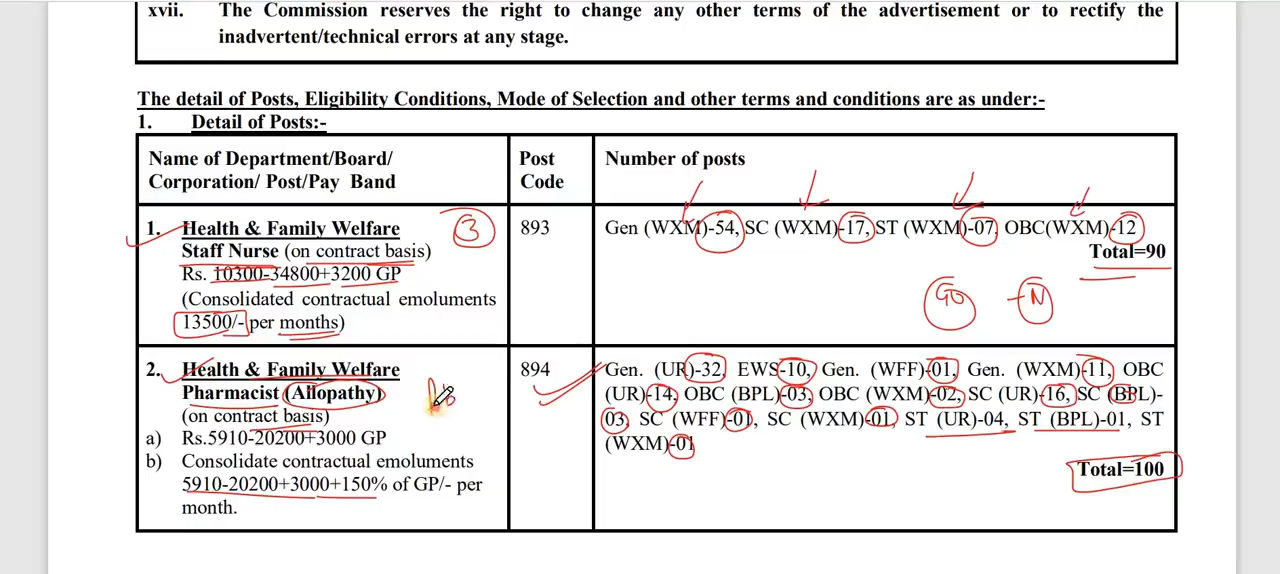 xvii. The Commission reserves the right to change any other terms of the advertisement or to rectify the
inadvertent/technical errors at any stage.
The detail of Posts, Eligibility Conditions, Mode of Selection and other terms and conditions are as under:-
1. Detail of Posts:-
Name of Department/Board/
Corporation/ Post/Pay Band
Post
Code
Number of posts
1. Health & Family Welfare
Staff Nurse (on contract basis)
Rs. 10300-34800+3200 GP
(Consolidated contractual emoluments
13500/- per months)
3
893
Gen (WXM)-54, SC (WXM)-17, ST (WXM)-07, OBC(WXM)-12
Total=90
2. Health & Family Welfare
Pharmacist (Allopathy)
(on contract basis)
a) Rs.5910-20200+3000 GP
b) Consolidate contractual emoluments
5910-20200+3000+150% of GP/- per
month.
894
Gen. (UR)-32, EWS-10, Gen. (WFF)-01, Gen. (WXM)-11, OBC
(UR)-14, OBC (BPL)-03, OBC (WXM)-02, SC (UR)-16, SC (BPL)-
03, SC (WFF)-01, SC (WXM)-01, ST (UR)-04, ST (BPL)-01, ST
(WXM)-01
Total=100